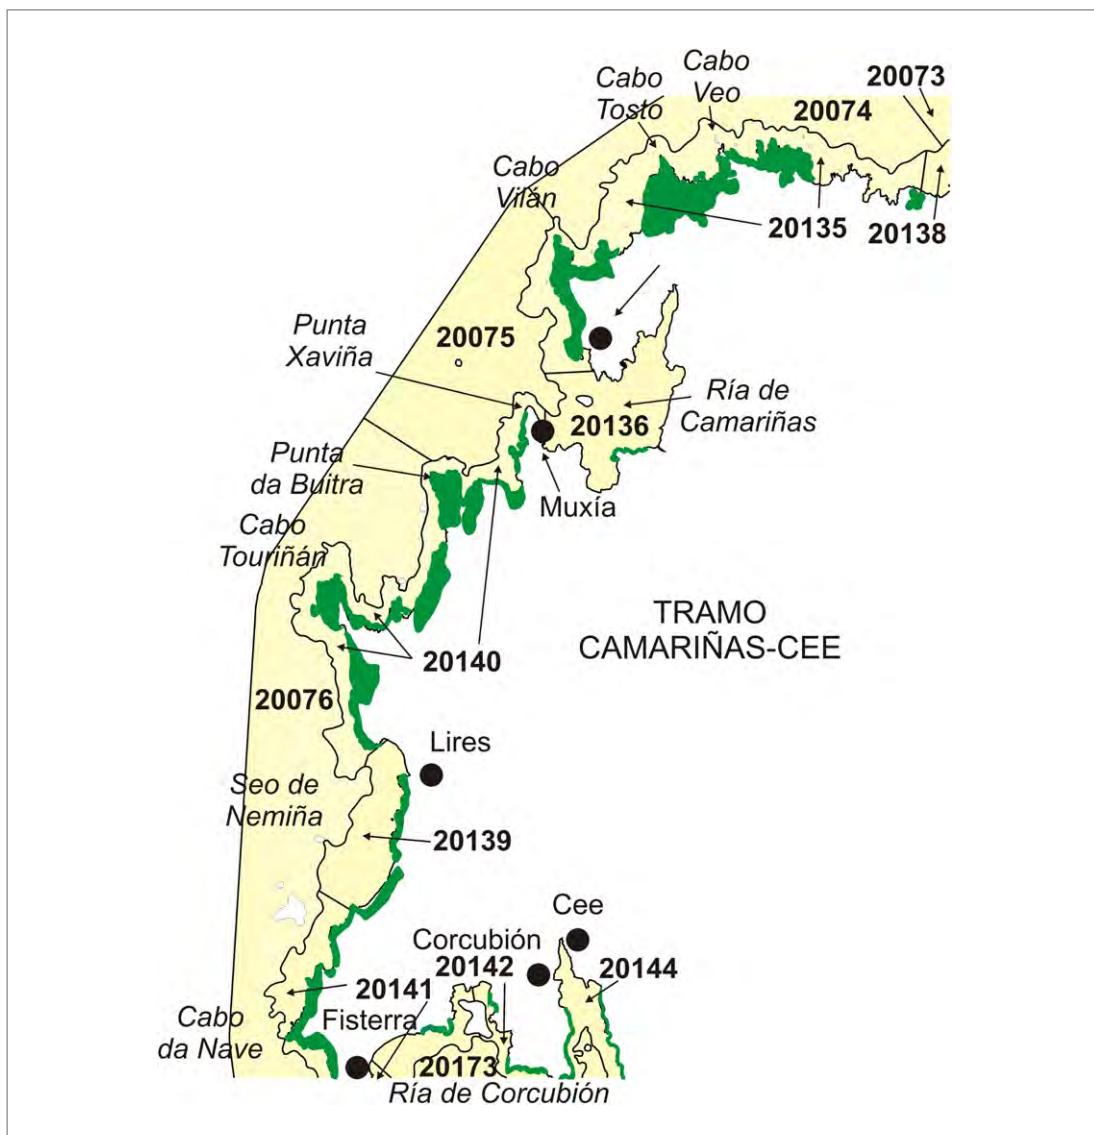 Cabo
Veo
Cabo
Tosto
20073
20074
Cabo
Vilán
20135
20138
Punta
Xaviña
20075
Ría de
Camariñas
20136
Punta
da Buitra
Muxía
Cabo
Touriñán
TRAMO
CAMARIÑAS-CEE
20140
20076
Lires
Seo de
Nemiña
20139
Cee
Corcubión
20142
20144
20141
Fisterra
Cabo
da Nave
20173
Ría de Corcubión